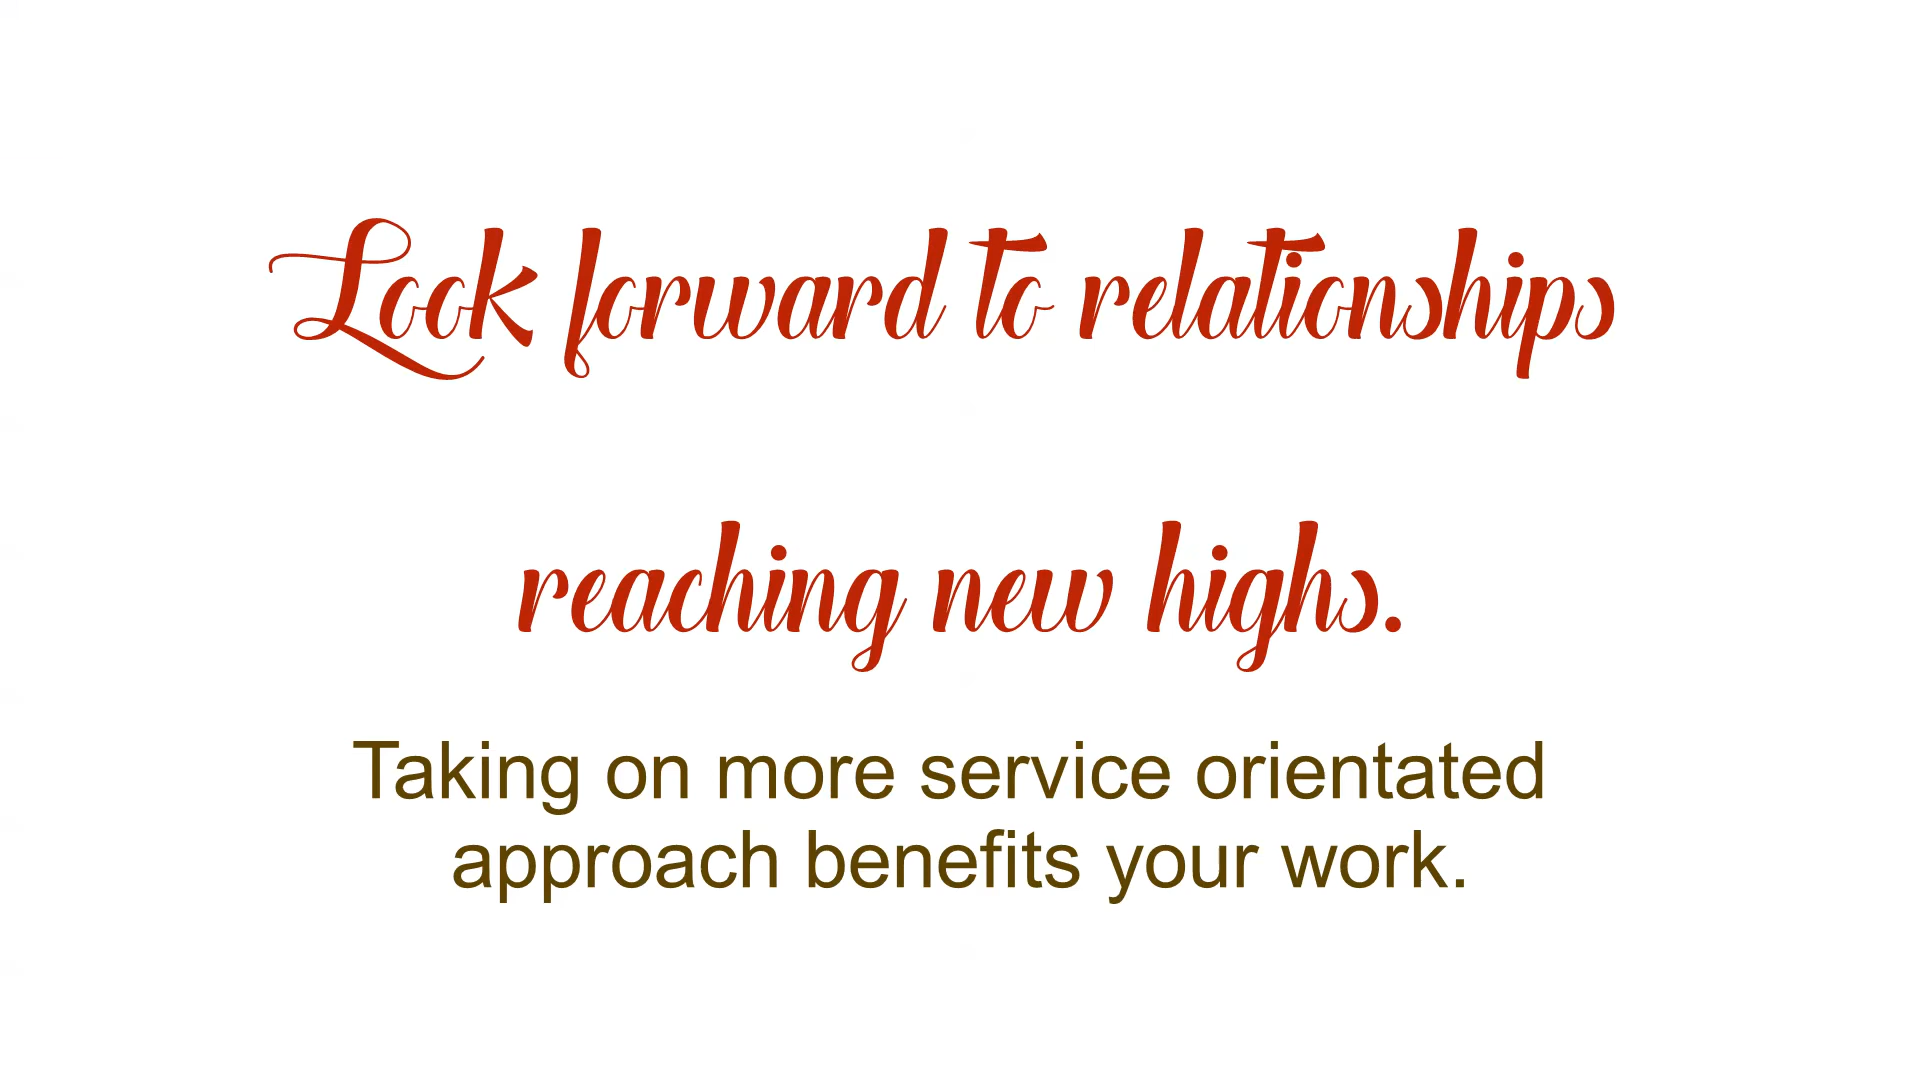 Look forward to relationships
reaching new highs.
Taking on more service orientated
approach benefits your work.